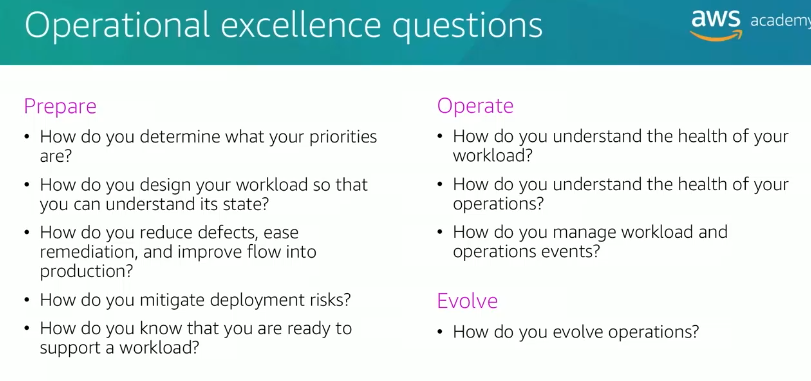 Operational excellence questions
aws academy
Prepare
• How do you determine what your priorities
are?
• How do you design your workload so that
you can understand its state?
• How do you reduce defects, ease
remediation, and improve flow into
production?
• How do you mitigate deployment risks?
• How do you know that you are ready to
support a workload?
Operate
• How do you understand the health of your
workload?
• How do you understand the health of your
operations?
• How do you manage workload and
operations events?
Evolve
• How do you evolve operations?